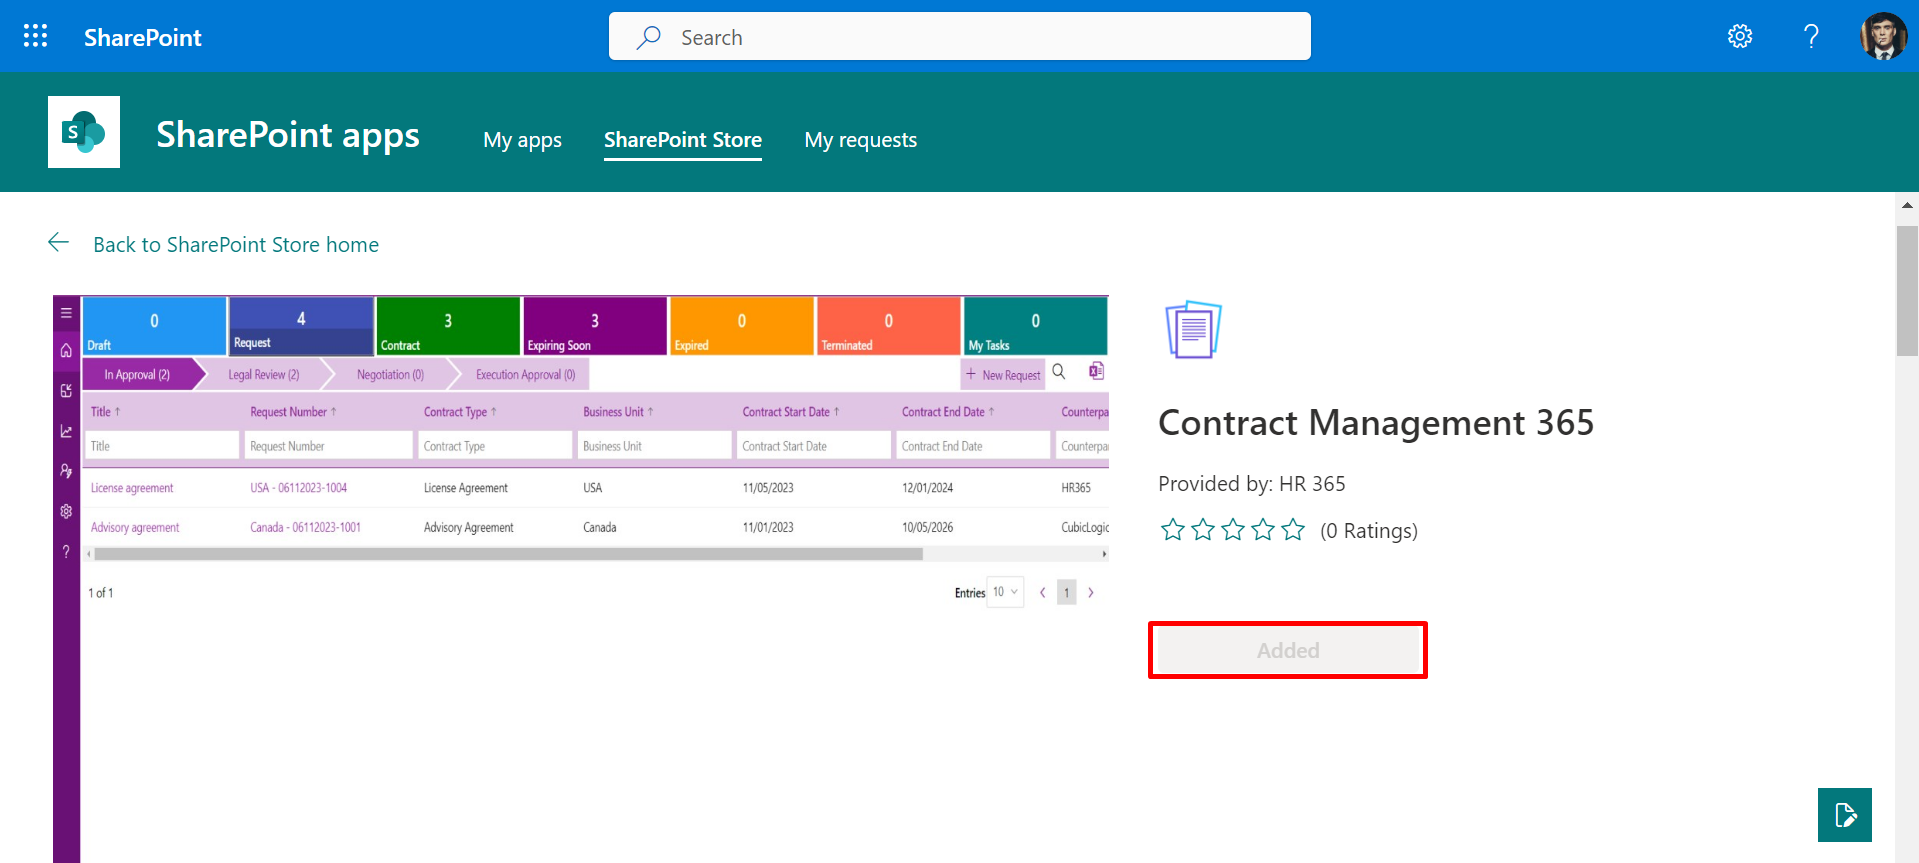 SharePoint
Search
S
SharePoint apps
My apps
SharePoint Store
My requests
Back to SharePoint Store home
0
Draft
4
Request
3
Contract
3
Expiring Soon
0
Expired
0
Terminated
0
My Tasks
In Approval (2)
Legal Review (2)
Negotiation (0)
Execution Approval (0)
+ New Request
Title ↑
Request Number ↑
Contract Type ↑
Business Unit ↑
Contract Start Date ↑
Contract End Date ↑
Counterpa
Title
Request Number
Contract Type
Business Unit
Contract Start Date
Contract End Date
Counterpa
License agreement
USA - 06112023-1004
License Agreement
USA
11/05/2023
12/01/2024
HR365
Advisory agreement
Canada - 06112023-1001
Advisory Agreement
Canada
11/01/2023
10/05/2026
CubicLogic
1 of 1
Entries 10
1
Contract Management 365
Provided by: HR 365
(0 Ratings)
Added